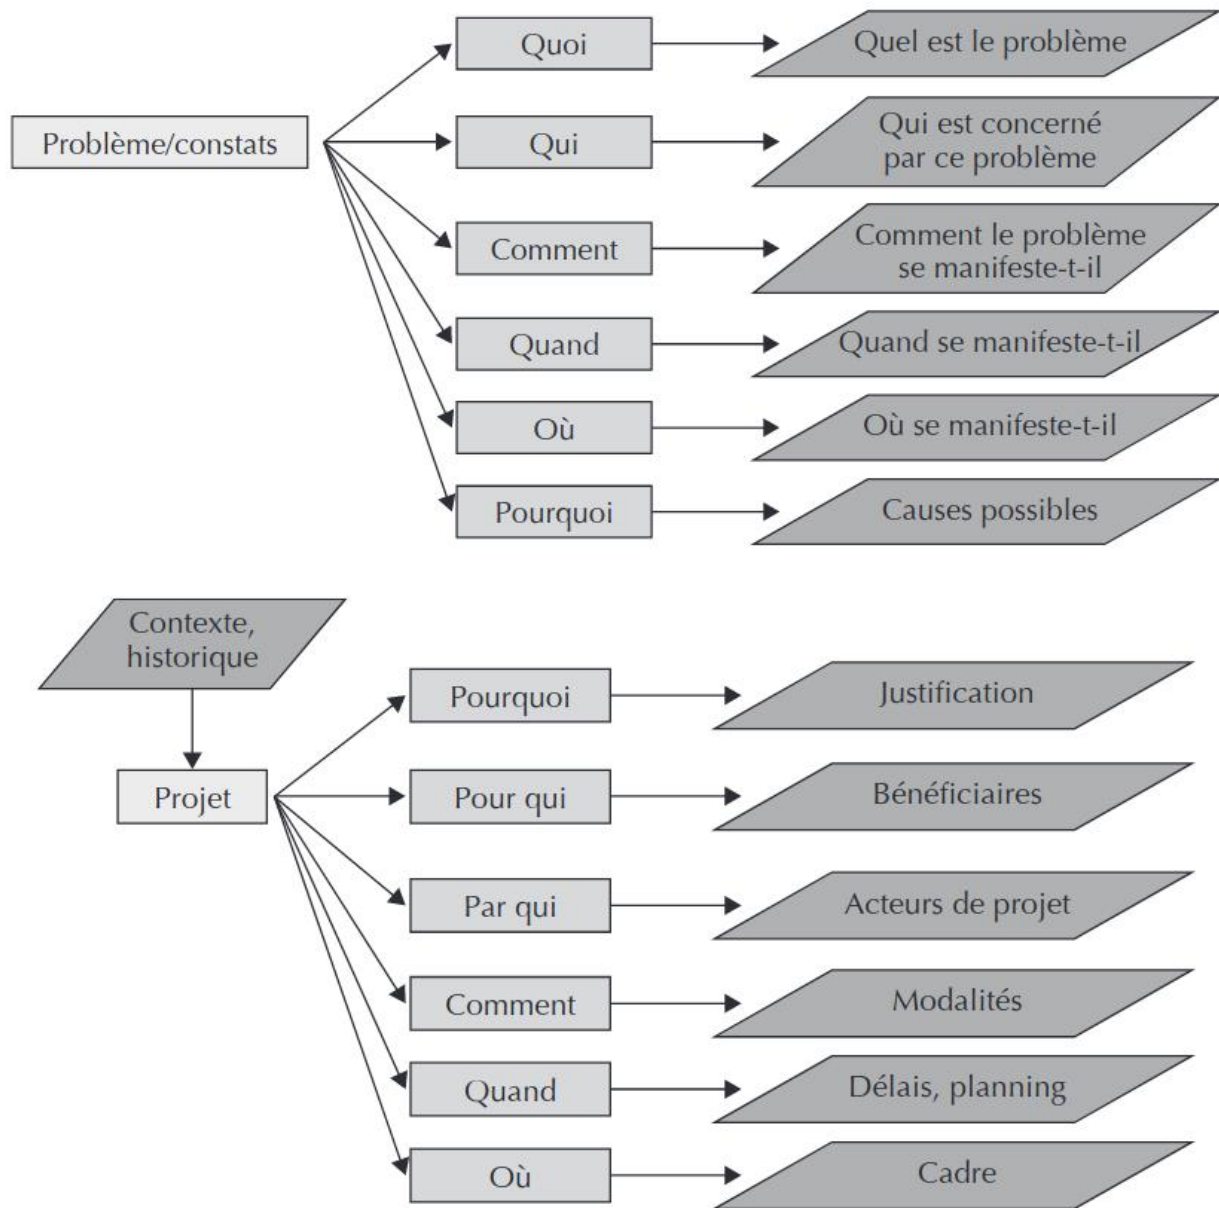 Quoi
Quel est le problème
Problème/constats
Qui
Qui est concerné
par ce problème
Comment
Comment le problème
se manifeste-t-il
Quand
Quand se manifeste-t-il
Où
Où se manifeste-t-il
Pourquoi
Causes possibles
Contexte,
historique
Projet
Pourquoi
Justification
Pour qui
Bénéficiaires
Par qui
Acteurs de projet
Comment
Modalités
Quand
Délais, planning
Où
Cadre